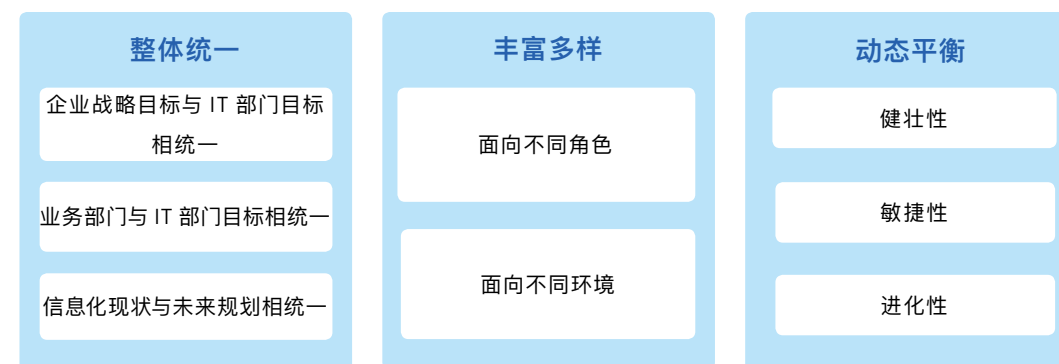 整体统一
企业战略目标与 IT 部门目标
相统一
业务部门与 IT 部门目标相统一
信息化现状与未来规划相统一
丰富多样
面向不同角色
面向不同环境
动态平衡
健壮性
敏捷性
进化性